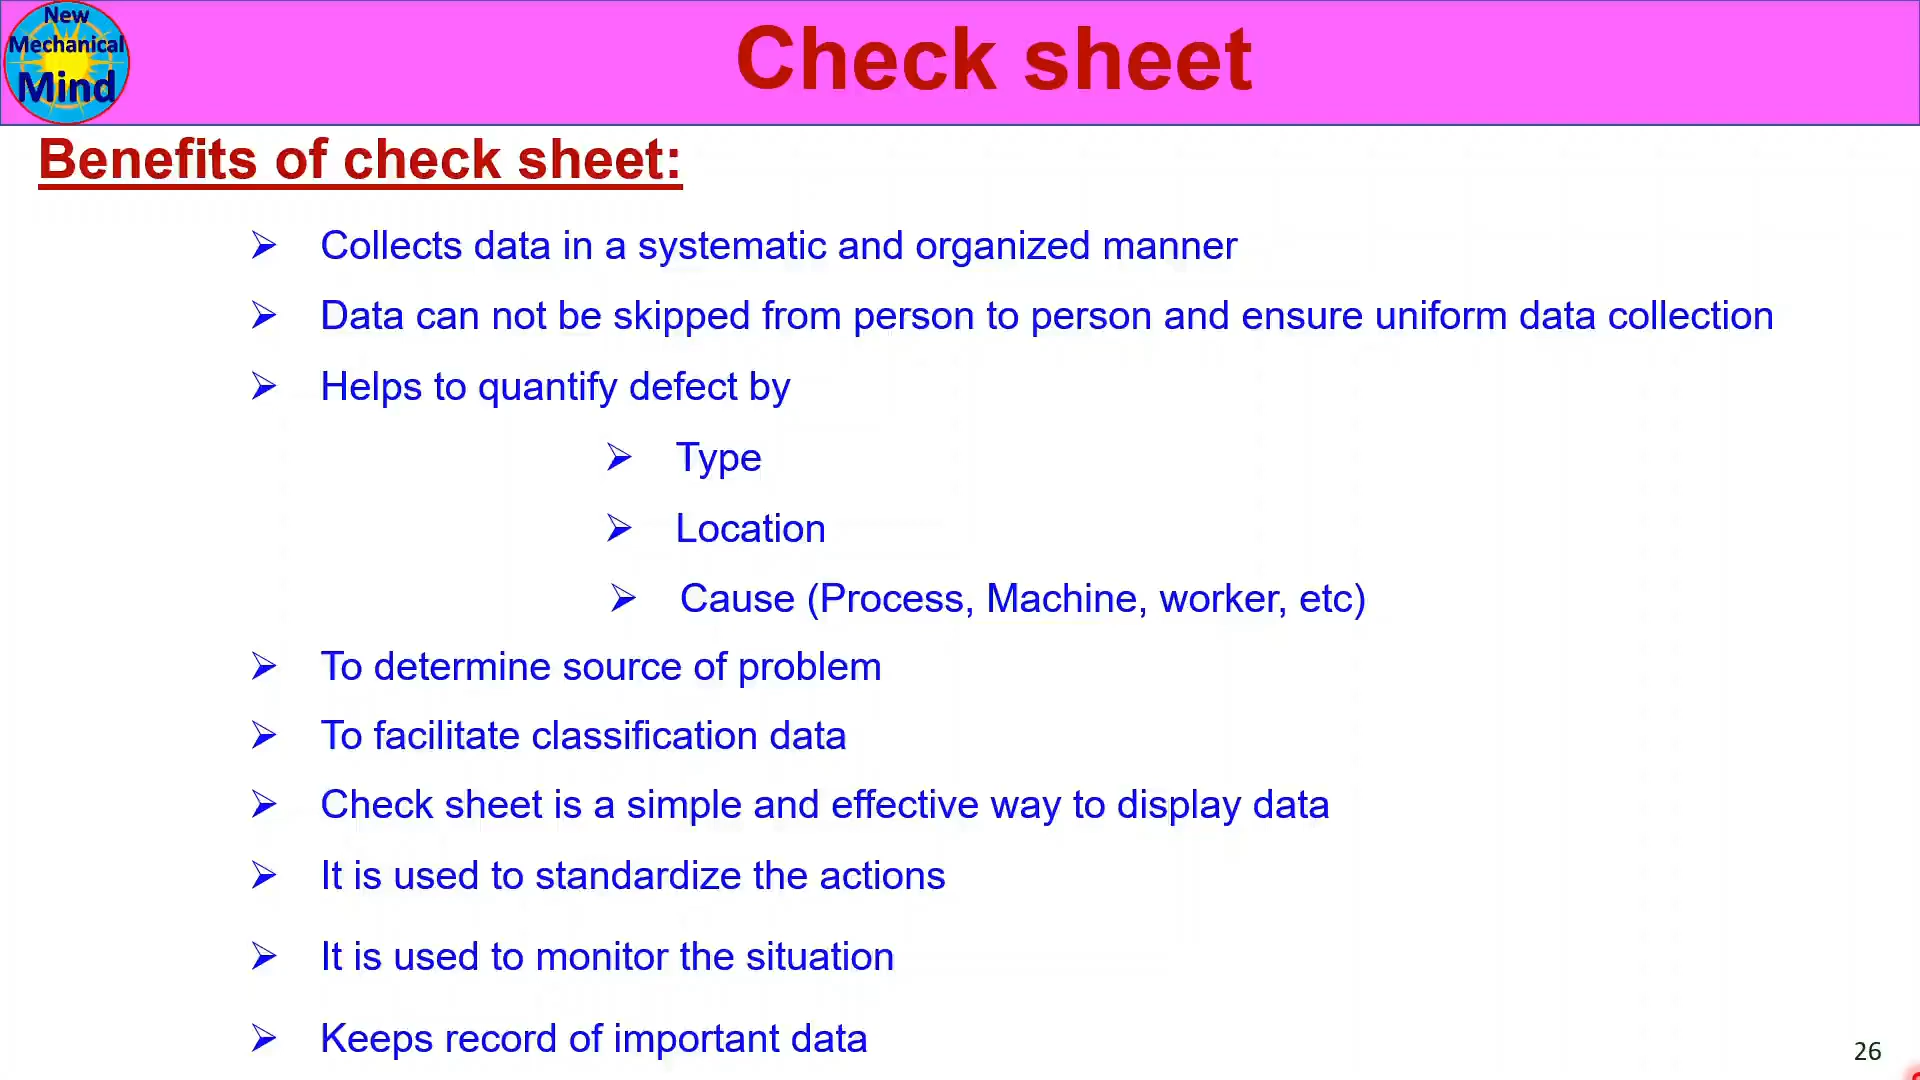 New
Mechanical
Mind
Check sheet
Benefits of check sheet:
➢ Collects data in a systematic and organized manner
➢ Data can not be skipped from person to person and ensure uniform data collection
➢ Helps to quantify defect by
➢ Type
➢ Location
➢ Cause (Process, Machine, worker, etc)
➢ To determine source of problem
➢ To facilitate classification data
➢ Check sheet is a simple and effective way to display data
➢ It is used to standardize the actions
➢ It is used to monitor the situation
➢ Keeps record of important data
26